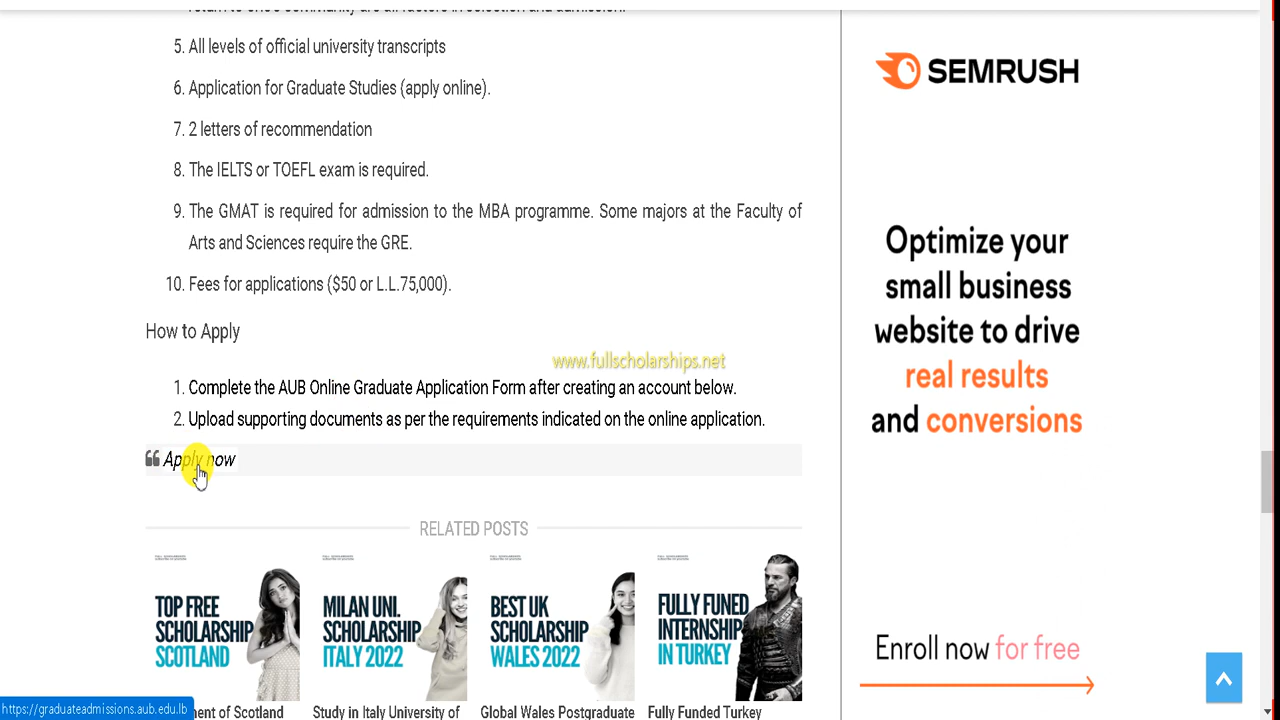 5. All levels of official university transcripts
6. Application for Graduate Studies (apply online).
7. 2 letters of recommendation
8. The IELTS or TOEFL exam is required.
9. The GMAT is required for admission to the MBA programme. Some majors at the Faculty of
Arts and Sciences require the GRE.
10. Fees for applications ($50 or L.L.75,000).
How to Apply
www.fullscholarships.net
1. Complete the AUB Online Graduate Application Form after creating an account below.
2. Upload supporting documents as per the requirements indicated on the online application.
Apply now
RELATED POSTS
TOP FREE
SCHOLARSHIP
SCOTLAND
MILAN UNI.
SCHOLARSHIP
ITALY 2022
BEST UK
SCHOLARSHIP
WALES 2022
FULLY FUNED
INTERNSHIP
IN TURKEY
ent of Scotland
Study in Italy University of
Global Wales Postgraduate
Fully Funded Turkey
https://graduateadmissions.aub.edu.lb
SEMRUSH
Optimize your
small business
website to drive
real results
and conversions
Enroll now for free